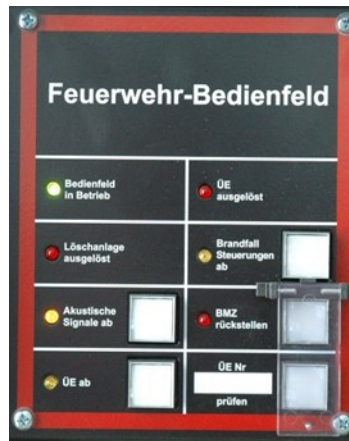 Feuerwehr-Bedienfeld
Bedienfeld
in Betrieb
ÜE
ausgelöst
Löschanlage
ausgelöst
Brandfall
Steuerungen
ab
Akustische
Signale ab
BMZ
rückstellen
ÜE ab
ÜE Nr
prüfen